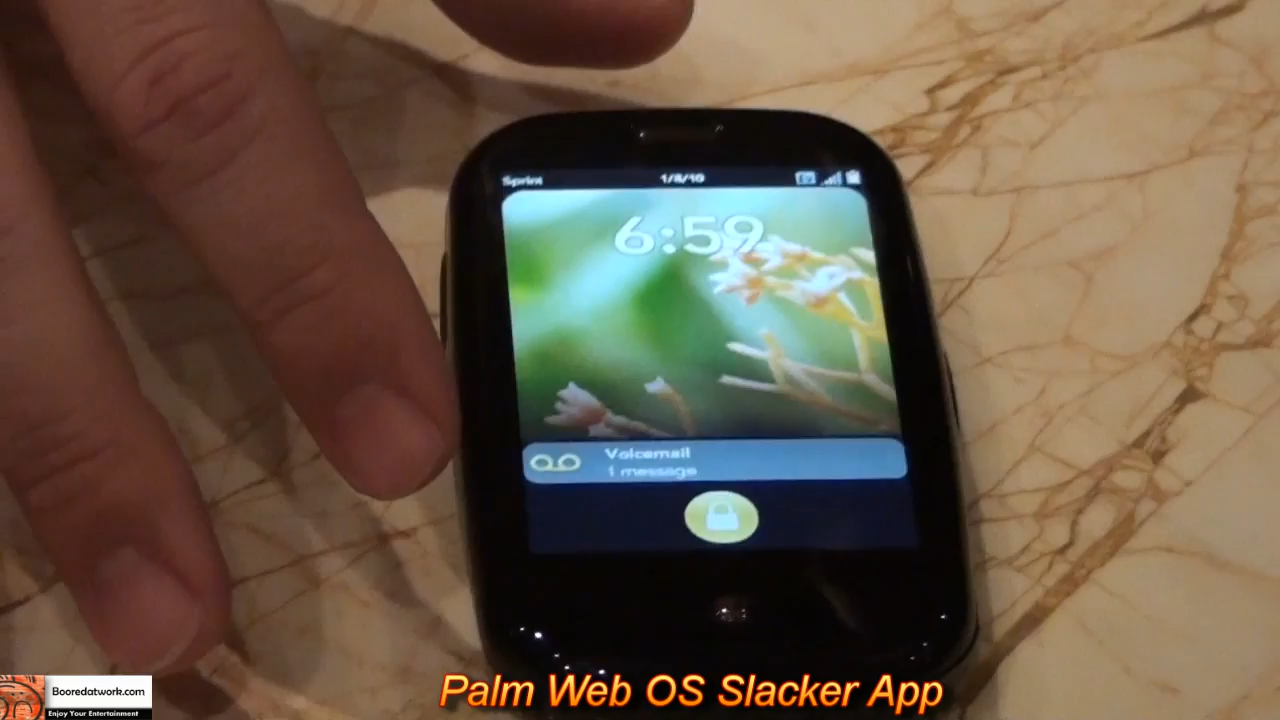 Sprint
1/8/10
6:59
Voicemail
1 message
Booredatwork.com
Enjoy Your Entertainment
Palm Web OS Slacker App